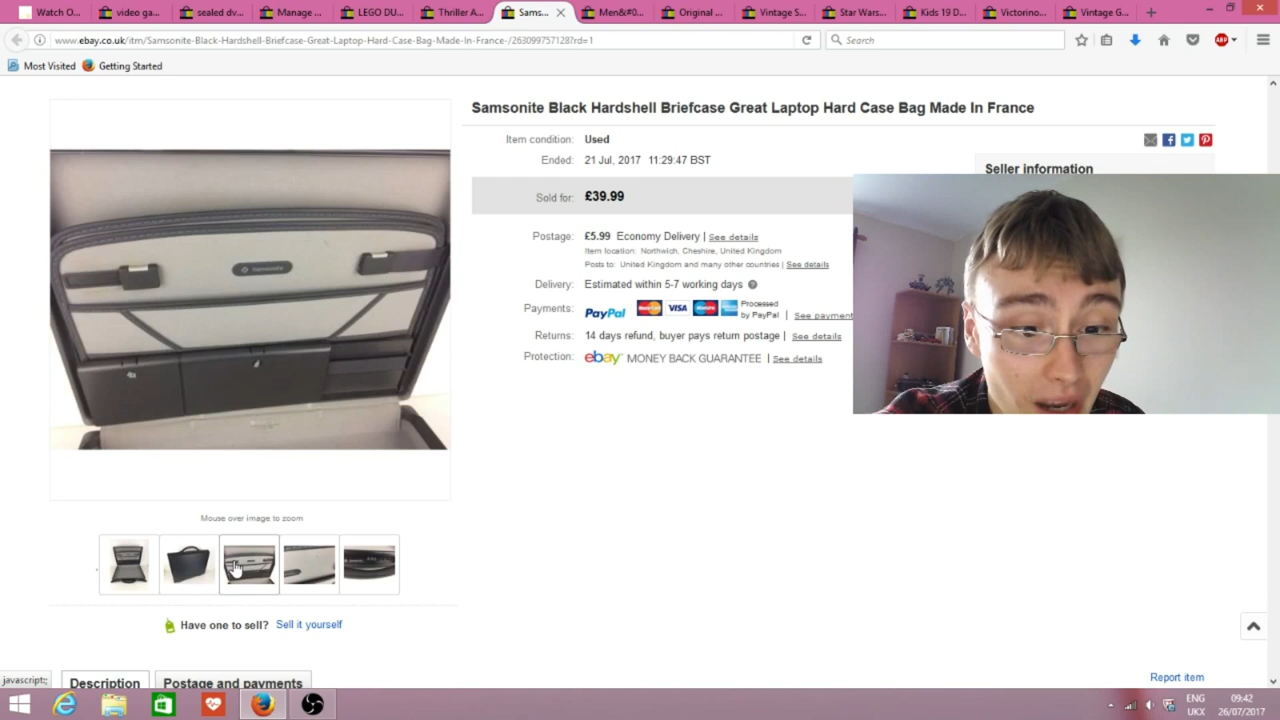 Watch O...
video ga...
sealed dv...
Manage ...
LEGO DU...
Thriller A...
Sams...
Men&#0...
Original ...
Vintage S...
Star Wars...
Kids 19 D...
Victorino...
Vintage G...
www.ebay.co.uk/itm/Samsonite-Black-Hardshell-Briefcase-Great-Laptop-Hard-Case-Bag-Made-In-France-/263099757128?rd=1
Search
ABP
Most Visited
Getting Started
Samsonite Black Hardshell Briefcase Great Laptop Hard Case Bag Made In France
Item condition: Used
Ended: 21 Jul, 2017 11:29:47 BST
Seller information
Sold for: £39.99
Postage: £5.99 Economy Delivery | See details
Item location: Northwich, Cheshire, United Kingdom
Posts to: United Kingdom and many other countries | See details
Delivery: Estimated within 5-7 working days
Payments: PayPal VISA Processed by PayPal | See payment
Returns: 14 days refund, buyer pays return postage | See details
Protection: ebay MONEY BACK GUARANTEE | See details
Samsonite
Mouse over image to zoom
Have one to sell? Sell it yourself
javascript:;
Description
Postage and payments
Report item
ENG
UKX
09:42
26/07/2017